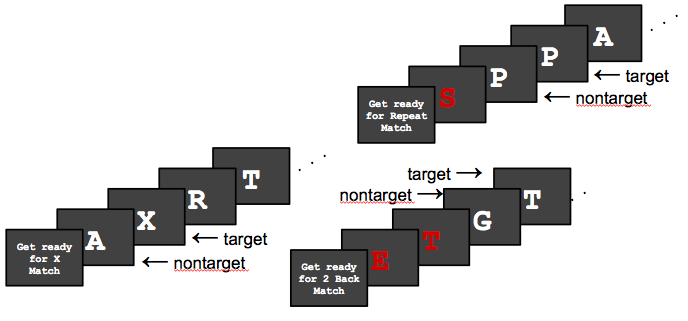 A
P
P
S
← target
← nontarget
Get ready
for Repeat
Match
T
R
X
A
← target
← nontarget
Get ready
for X
Match
target →
nontarget →
T
G
T
E
Get ready
for 2 Back
Match